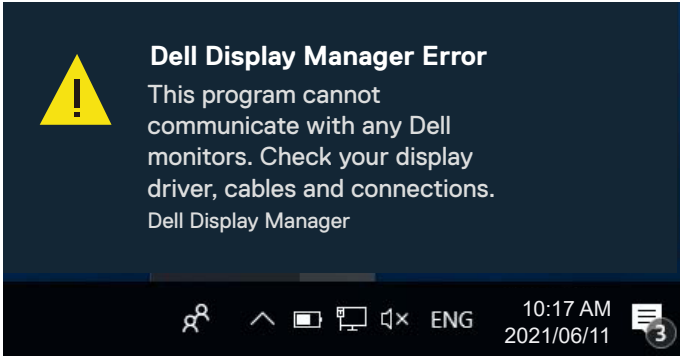 Dell Display Manager Error
This program cannot
communicate with any Dell
monitors. Check your display
driver, cables and connections.
Dell Display Manager
ENG
10:17 AM
2021/06/11
3